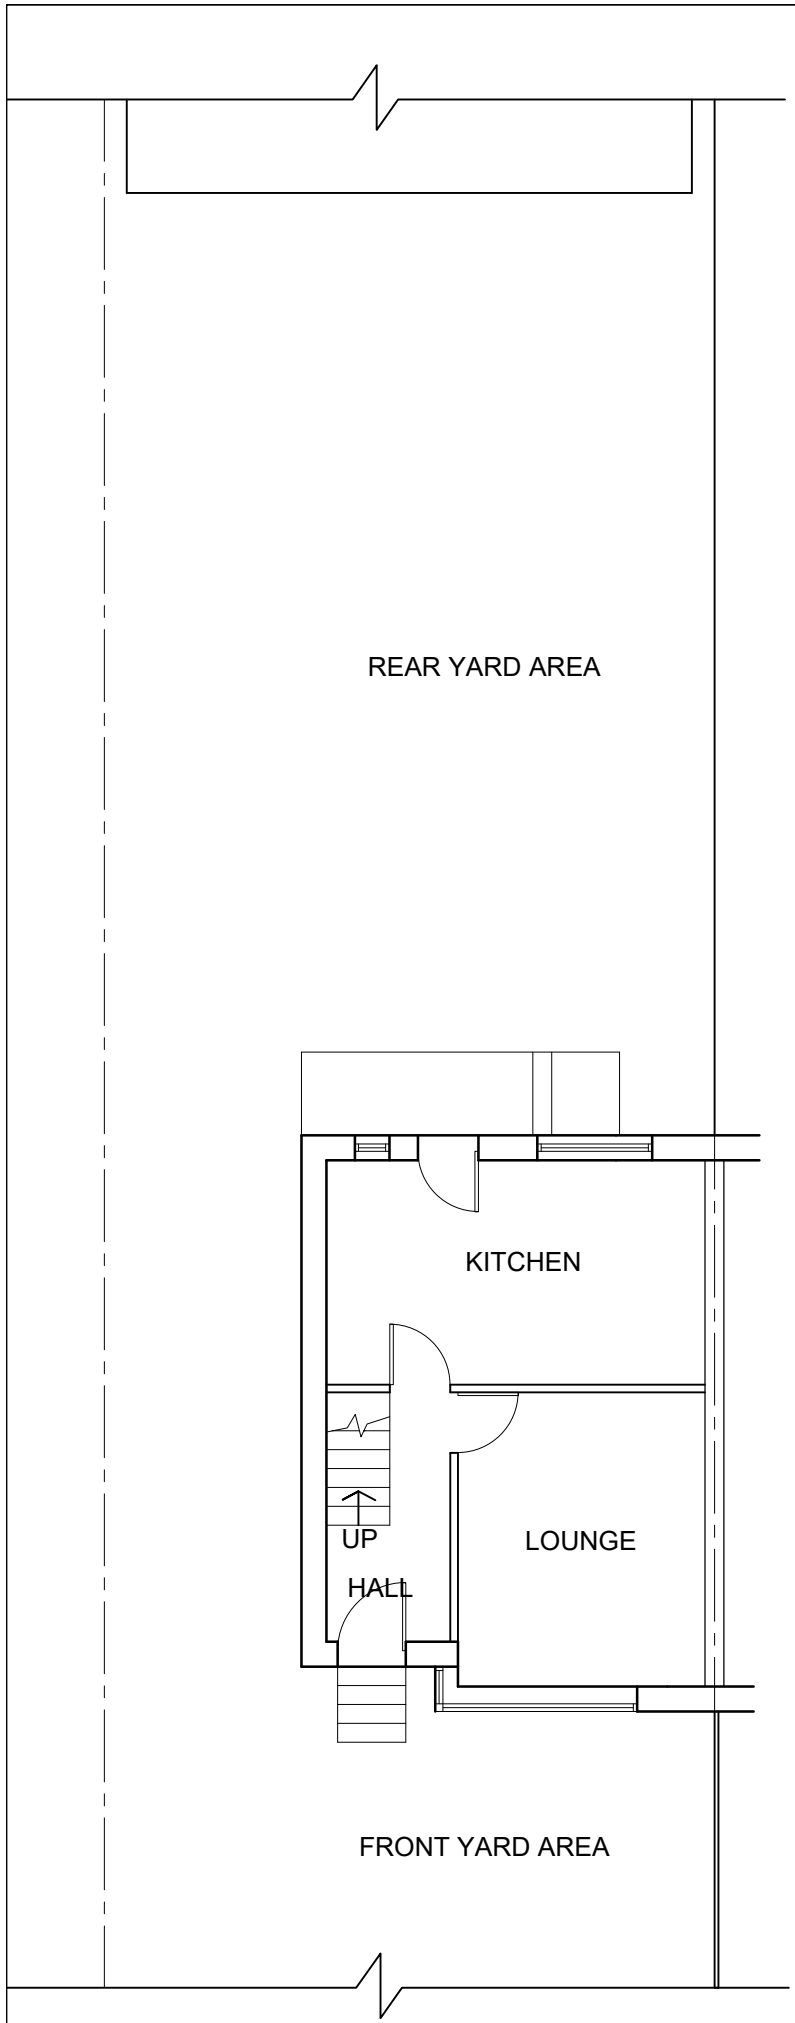 REAR YARD AREA
KITCHEN
UP
LOUNGE
HALL
FRONT YARD AREA